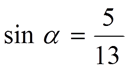 sin α = 5/13